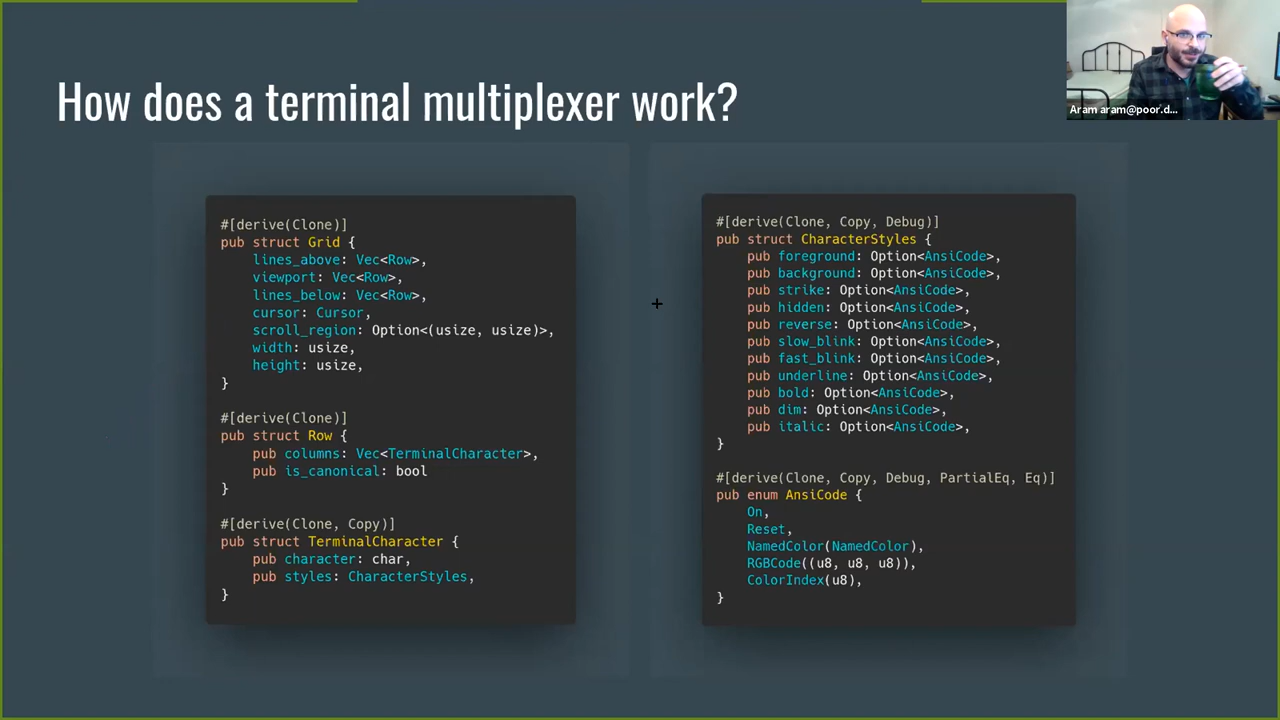 How does a terminal multiplexer work?
Aram aram@poor.d...
#[derive(Clone)]
pub struct Grid {
    lines_above: Vec<Row>,
    viewport: Vec<Row>,
    lines_below: Vec<Row>,
    cursor: Cursor,
    scroll_region: Option<(usize, usize)>,
    width: usize,
    height: usize,
}
#[derive(Clone)]
pub struct Row {
    pub columns: Vec<TerminalCharacter>,
    pub is_canonical: bool
}
#[derive(Clone, Copy)]
pub struct TerminalCharacter {
    pub character: char,
    pub styles: CharacterStyles,
}
#[derive(Clone, Copy, Debug)]
pub struct CharacterStyles {
    pub foreground: Option<AnsiCode>,
    pub background: Option<AnsiCode>,
    pub strike: Option<AnsiCode>,
    pub hidden: Option<AnsiCode>,
    pub reverse: Option<AnsiCode>,
    pub slow_blink: Option<AnsiCode>,
    pub fast_blink: Option<AnsiCode>,
    pub underline: Option<AnsiCode>,
    pub bold: Option<AnsiCode>,
    pub dim: Option<AnsiCode>,
    pub italic: Option<AnsiCode>,
}
#[derive(Clone, Copy, Debug, PartialEq, Eq)]
pub enum AnsiCode {
    On,
    Reset,
    NamedColor(NamedColor),
    RGBCode((u8, u8, u8)),
    ColorIndex(u8),
}